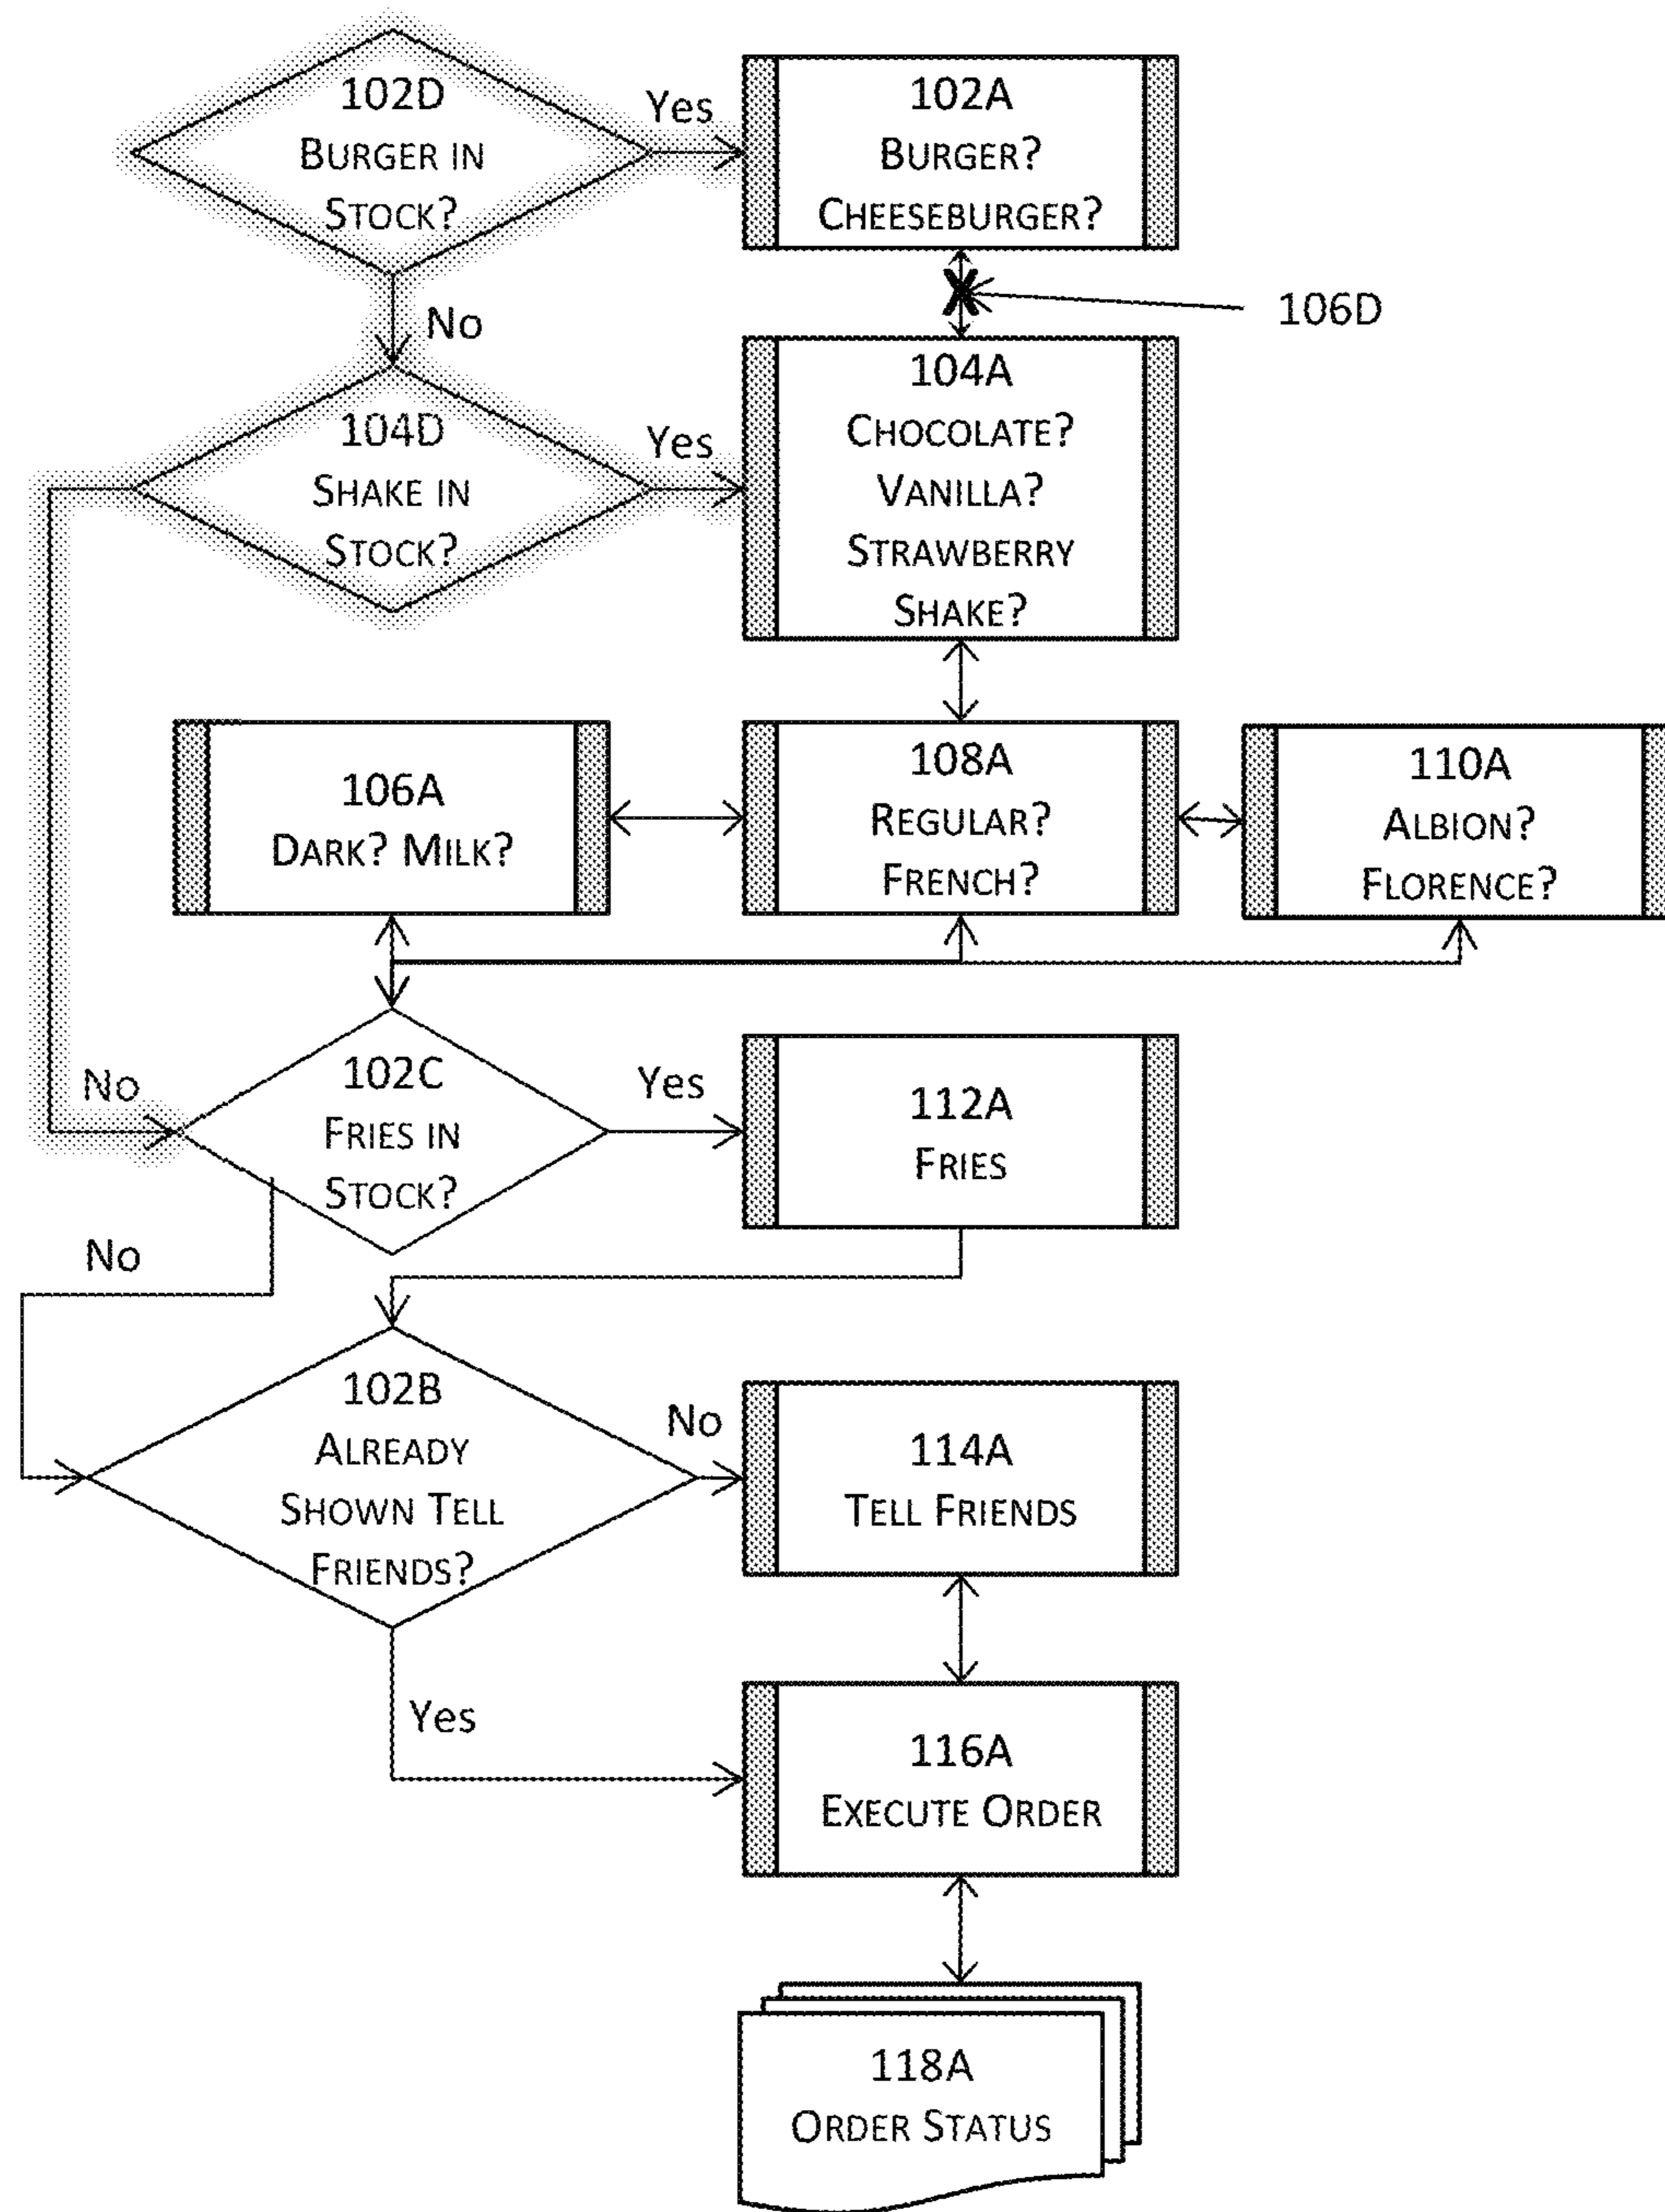 102D
BURGER IN
STOCK?
Yes
102A
BURGER?
CHEESEBURGER?
106D
No
104D
SHAKE IN
STOCK?
Yes
104A
CHOCOLATE?
VANILLA?
STRAWBERRY
SHAKE?
106A
DARK? MILK?
108A
REGULAR?
FRENCH?
110A
ALBION?
FLORENCE?
No
102C
FRIES IN
STOCK?
Yes
112A
FRIES
No
102B
ALREADY
SHOWN TELL
FRIENDS?
No
114A
TELL FRIENDS
Yes
116A
EXECUTE ORDER
118A
ORDER STATUS